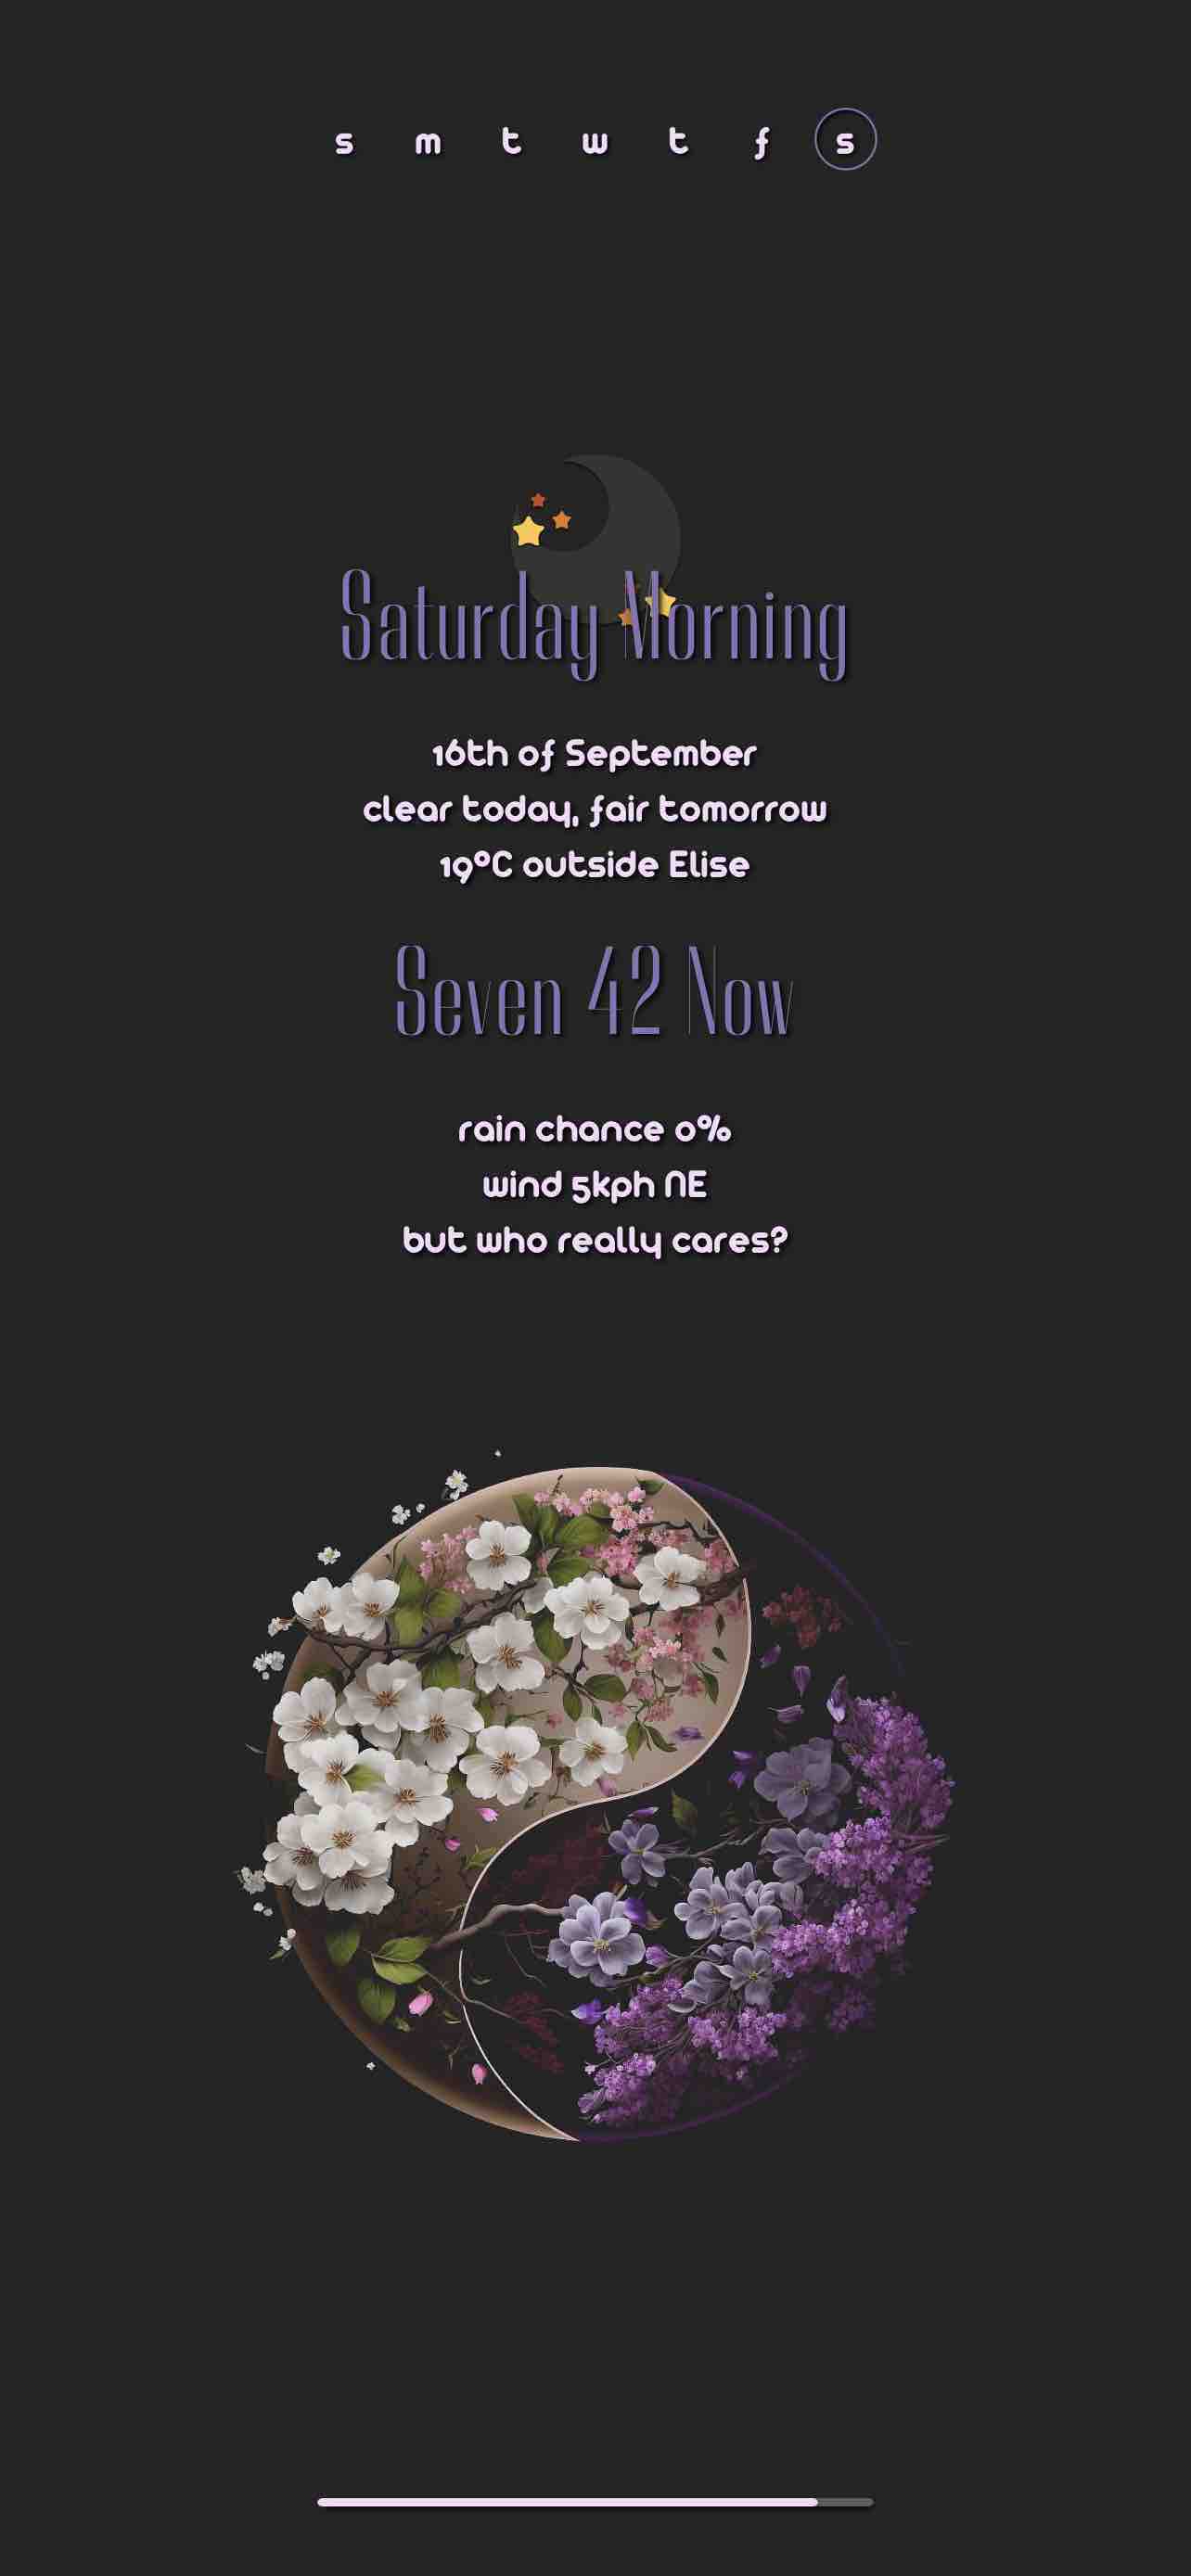 s m t w t f s
Saturday Morning
16th of September
clear today, fair tomorrow
19°C outside Elise
Seven 42 Now
rain chance 0%
wind 5kph NE
but who really cares?